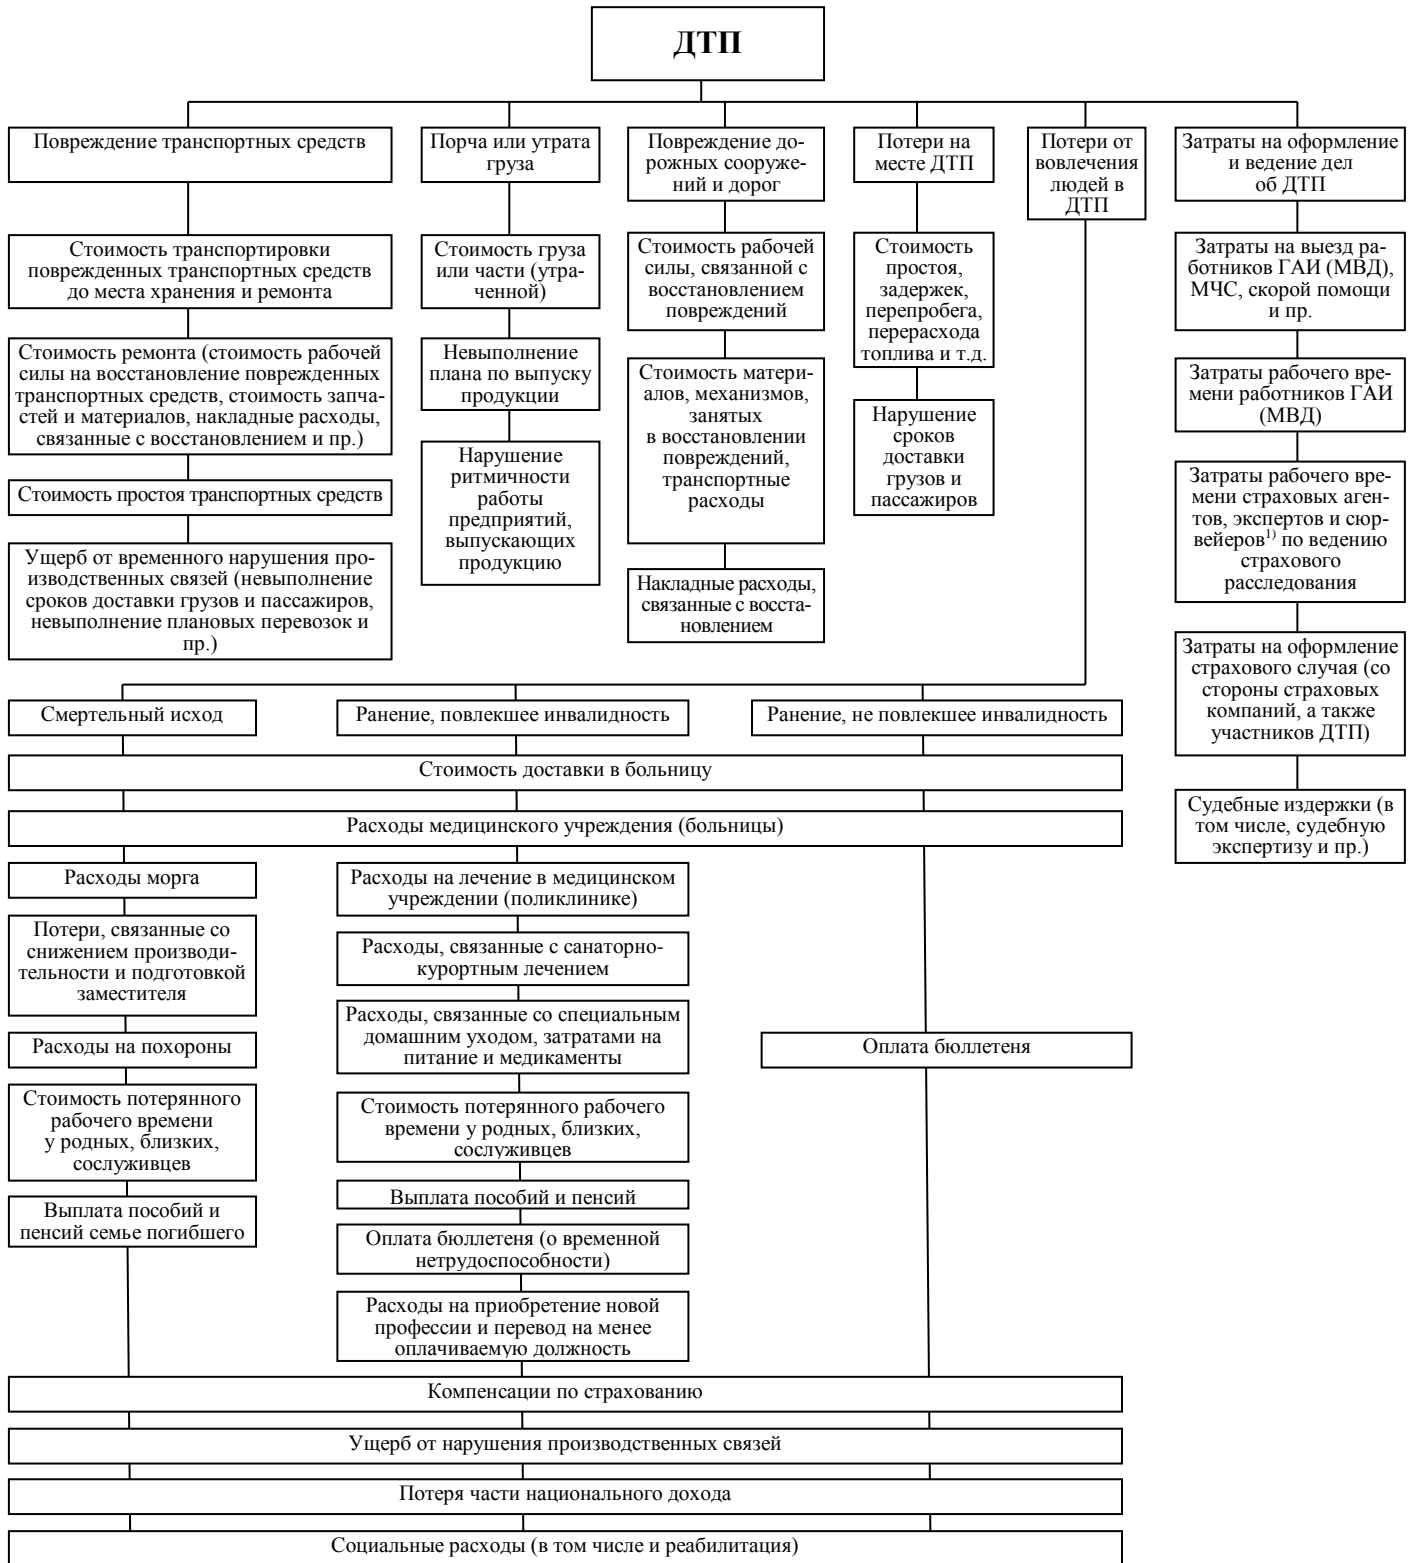 ДТП
Повреждение транспортных средств
Стоимость транспортировки
поврежденных транспортных средств
до места хранения и ремонта
Стоимость ремонта (стоимость рабочей
силы на восстановление поврежденных
транспортных средств, стоимость запча-
стей и материалов, накладные расходы,
связанные с восстановлением и пр.)
Стоимость простоя транспортных средств
Ущерб от временного нарушения про-
изводственных связей (невыполнение
сроков доставки грузов и пассажиров,
невыполнение плановых перевозок и
пр.)
Порча или утрата
груза
Стоимость груза
или части (утра-
ченной)
Невыполнение
плана по выпуску
продукции
Нарушение
ритмичности
работы
предприятий,
выпускающих
продукцию
Повреждение до-
рожных сооруже-
ний и дорог
Стоимость рабочей
силы, связанной с
восстановлением
повреждений
Стоимость матери-
алов, механизмов,
занятых
в восстановлении
повреждений,
транспортные
расходы
Накладные расходы,
связанные с восста-
новлением
Потери на
месте ДТП
Стоимость
простоя,
задержек,
перепробега,
перерасхода
топлива и т.д.
Нарушение
сроков
доставки
грузов и
пассажиров
Потери от
вовлечения
людей в
ДТП
Затраты на оформление
и ведение дел
об ДТП
Затраты на выезд ра-
ботников ГАИ (МВД),
МЧС, скорой помощи
и пр.
Затраты рабочего вре-
мени работников ГАИ
(МВД)
Затраты рабочего вре-
мени страховых аген-
тов, экспертов и сюр-
вейеров¹⁾ по ведению
страхового
расследования
Затраты на оформление
страхового случая (со
стороны страховых
компаний, а также
участников ДТП)
Судебные издержки (в
том числе, судебную
экспертизу и пр.)
Смертельный исход
Ранение, повлекшее инвалидность
Ранение, не повлекшее инвалидность
Стоимость доставки в больницу
Расходы медицинского учреждения (больницы)
Расходы морга
Потери, связанные со
снижением производи-
тельности и подготовкой
заместителя
Расходы на похороны
Стоимость потерянного
рабочего времени
у родных, близких,
сослуживцев
Выплата пособий и
пенсий семье погибшего
Расходы на лечение в медицинском
учреждении (поликлинике)
Расходы, связанные с санаторно-
курортным лечением
Расходы, связанные со специальным
домашним уходом, затратами на
питание и медикаменты
Стоимость потерянного рабочего
времени у родных, близких,
сослуживцев
Выплата пособий и пенсий
Оплата бюллетеня (о временной
нетрудоспособности)
Расходы на приобретение новой
профессии и перевод на менее
оплачиваемую должность
Оплата бюллетеня
Компенсации по страхованию
Ущерб от нарушения производственных связей
Потеря части национального дохода
Социальные расходы (в том числе и реабилитация)